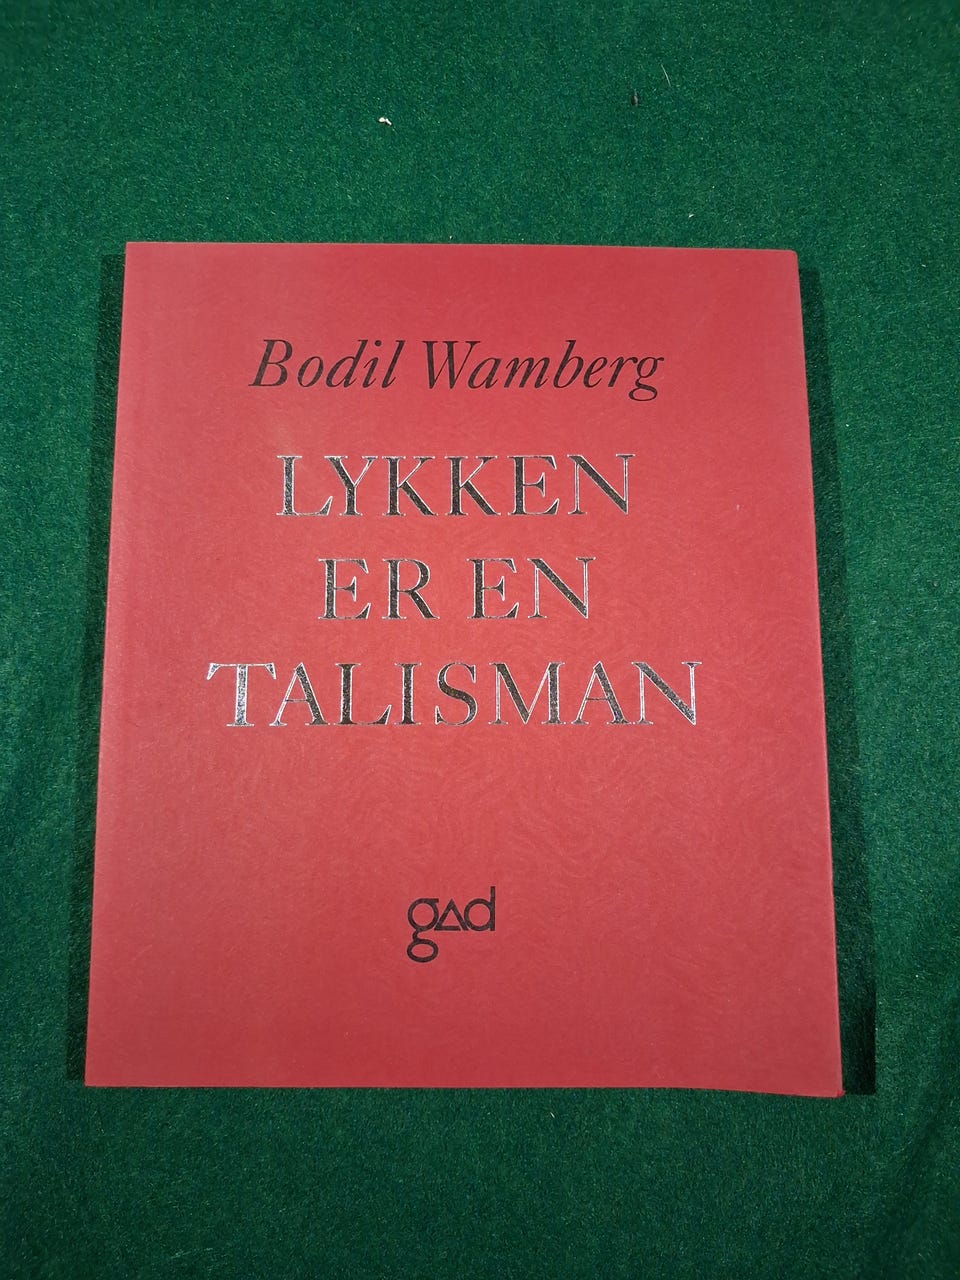 Bodil Wamberg
LYKKEN
ER EN
TALISMAN
gad